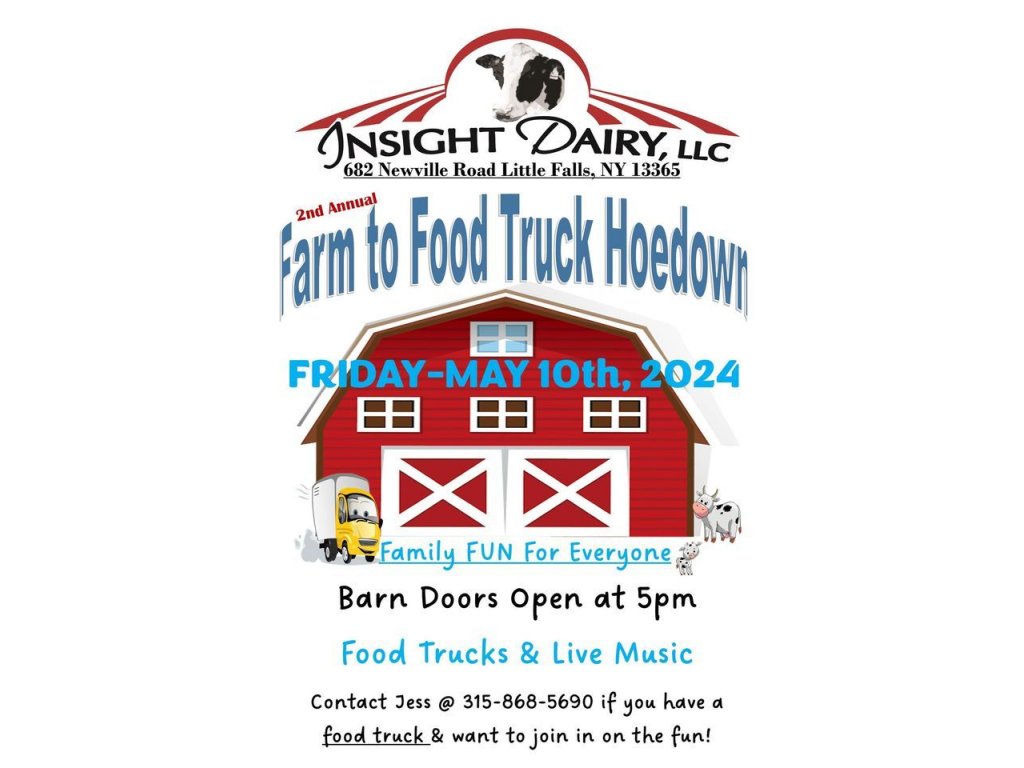 INSIGHT DAIRY, LLC
682 Newville Road Little Falls, NY 13365
2nd Annual
Farm to Food Truck Hoedown
FRIDAY-MAY 10th, 2024
Family FUN For Everyone
Barn Doors Open at 5pm
Food Trucks & Live Music
Contact Jess @ 315-868-5690 if you have a
food truck & want to join in on the fun!